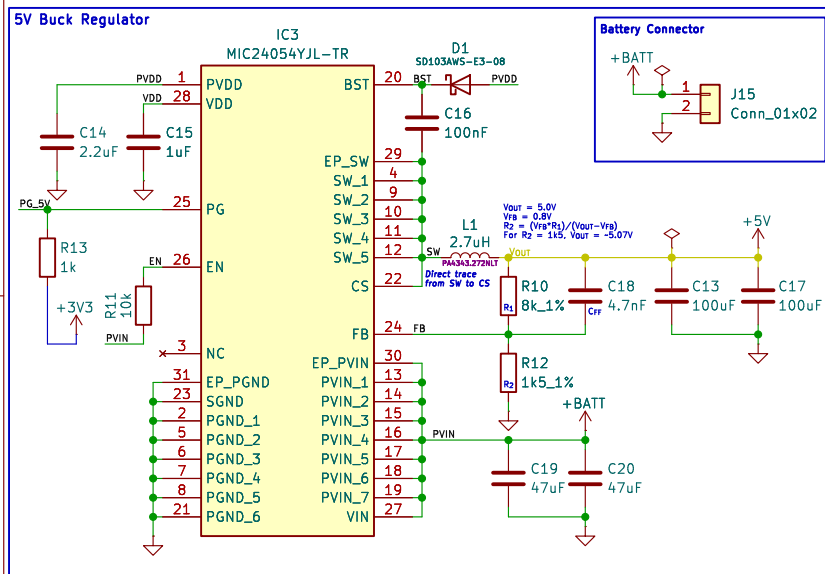 5V Buck Regulator
IC3
MIC24054YJL-TR
D1
SD103AWS-E3-08
Battery Connector
+BATT
1
2
J15
Conn_01x02
PVDD
1
PVDD
VDD
28
VDD
BST
20
BST
PVDD
C14
2.2uF
C15
1uF
C16
100nF
EP_SW
29
SW_1
4
SW_2
9
SW_3
10
SW_4
11
SW_5
12
SW
CS
22
PG_5V
25
PG
R13
1k
+3V3
EN
26
EN
R11
10k
PVIN
3
NC
L1
2.7uH
PA4343.272NLT
Direct trace
from SW to CS
VOUT = 5.0V
VFB = 0.8V
R2 = (VFB*R1)/(VOUT-VFB)
For R2 = 1k5, VOUT = ~5.07V
VOUT
+5V
R10
8k_1%
R1
C18
4.7nF
CFF
C13
100uF
C17
100uF
FB
24
FB
R12
1k5_1%
R2
31
EP_PGND
23
SGND
2
PGND_1
5
PGND_2
6
PGND_3
7
PGND_4
8
PGND_5
21
PGND_6
EP_PVIN
30
PVIN_1
13
PVIN_2
14
PVIN_3
15
PVIN_4
16
PVIN
PVIN_5
17
PVIN_6
18
PVIN_7
19
VIN
27
+BATT
C19
47uF
C20
47uF